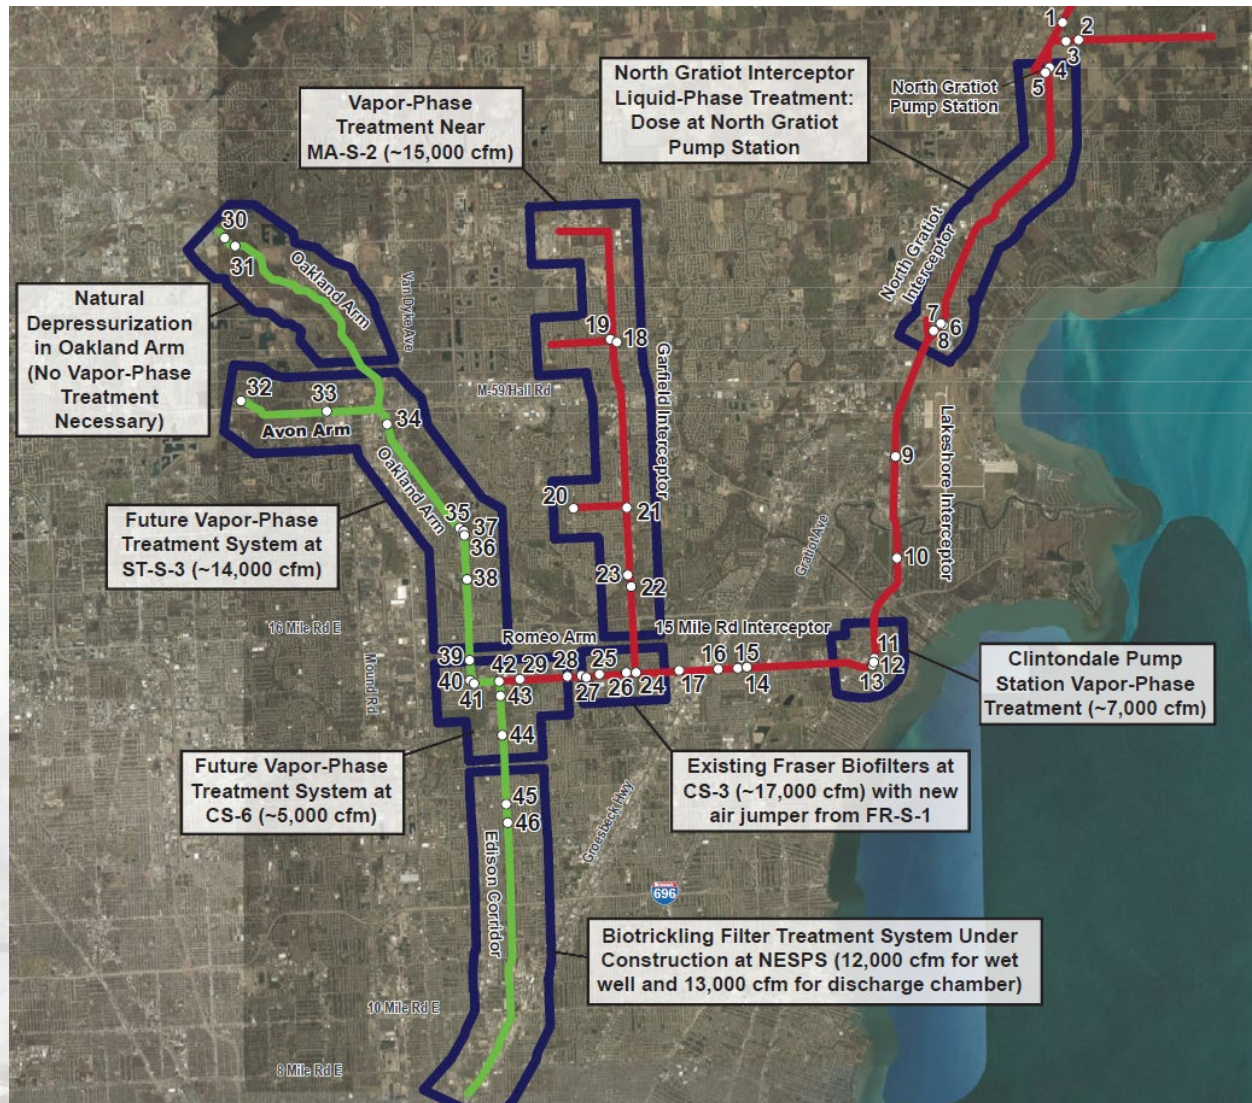 1
2
3
4
5
North Gratiot
Pump Station
North Gratiot Interceptor
Liquid-Phase Treatment:
Dose at North Gratiot
Pump Station
Vapor-Phase
Treatment Near
MA-S-2 (~15,000 cfm)
30
31
Oakland Arm
Van Dyke Ave
North Gratiot
Interceptor
Natural
Depressurization
in Oakland Arm
(No Vapor-Phase
Treatment
Necessary)
7
6
8
19
18
Garfield Interceptor
M-59/Hall Rd
32
33
34
Avon Arm
Oakland Arm
Lakeshore Interceptor
9
20
21
35
37
36
38
Future Vapor-Phase
Treatment System at
ST-S-3 (~14,000 cfm)
Gratiot Ave
10
23
22
16 Mile Rd E
Romeo Arm
15 Mile Rd Interceptor
Mound Rd
39
40
41
42
29
28
25
27
26
24
17
16
15
14
11
12
13
43
44
Clintondale Pump
Station Vapor-Phase
Treatment (~7,000 cfm)
Future Vapor-Phase
Treatment System at
CS-6 (~5,000 cfm)
Existing Fraser Biofilters at
CS-3 (~17,000 cfm) with new
air jumper from FR-S-1
45
46
Groesbeck Hwy
Edison Corridor
696
Biotrickling Filter Treatment System Under
Construction at NESPS (12,000 cfm for wet
well and 13,000 cfm for discharge chamber)
10 Mile Rd E
8 Mile Rd E